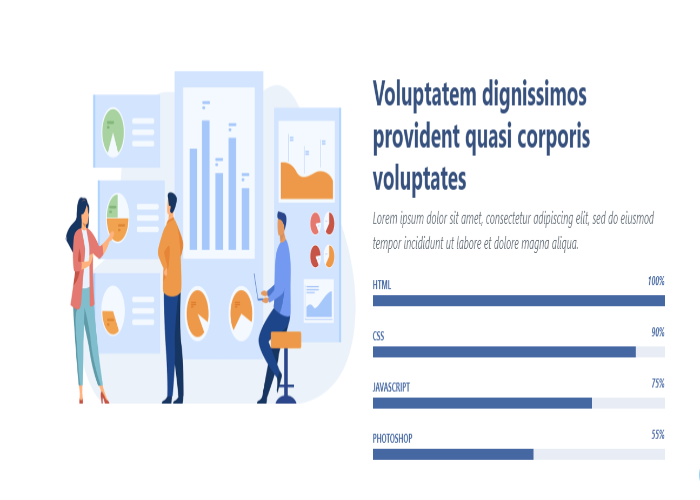 Voluptatem dignissimos
provident quasi corporis
voluptates
Lorem ipsum dolor sit amet, consectetur adipiscing elit, sed do eiusmod
tempor incididunt ut labore et dolore magna aliqua.
HTML 100%
CSS 90%
JAVASCRIPT 75%
PHOTOSHOP 55%